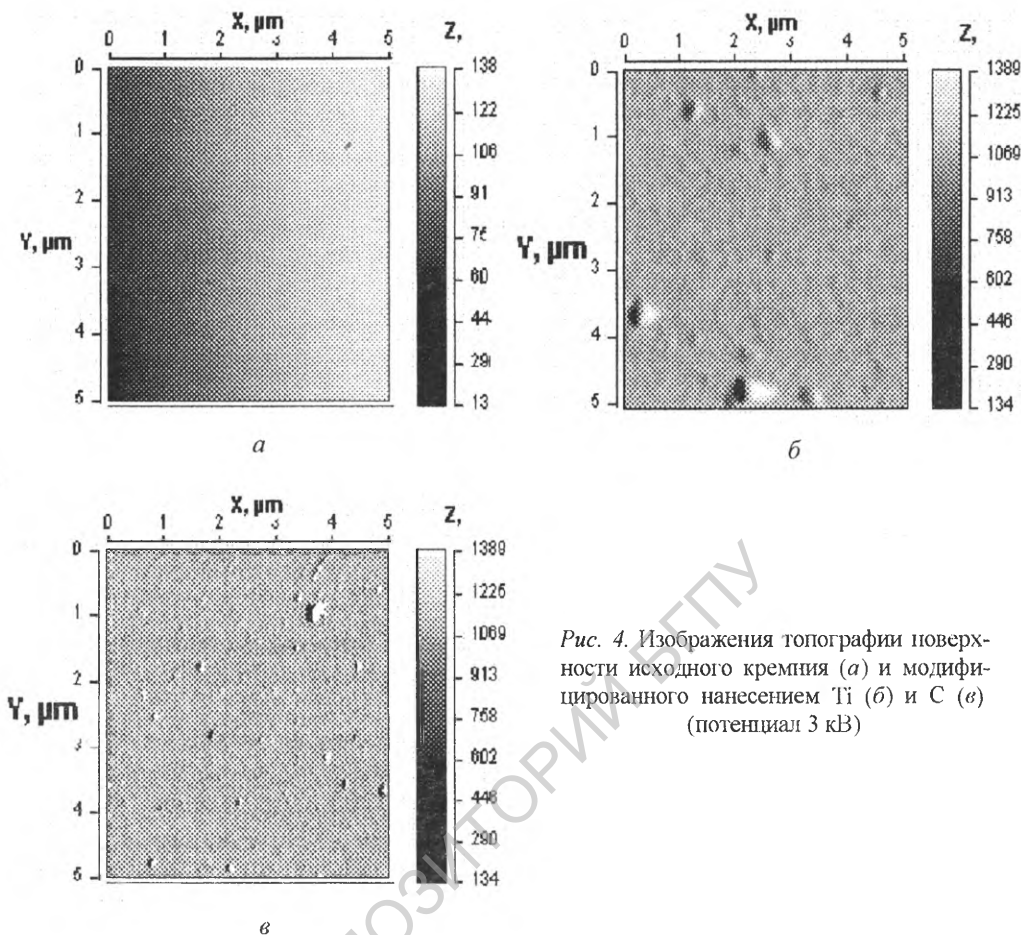 X, µm
0 1 2 3 4 5
Z,
0
1
2
3
4
5
Y, µm
138
122
106
91
76
60
44
29
13
а
X, µm
0 1 2 3 4 5
Z,
0
1
2
3
4
5
Y, µm
1389
1225
1069
913
758
602
446
290
134
б
X, µm
0 1 2 3 4 5
Z,
0
1
2
3
4
5
Y, µm
1389
1225
1069
913
758
602
446
290
134
в
Рис. 4. Изображения топографии поверх-
ности исходного кремния (а) и модифи-
цированного нанесением Ti (б) и С (в)
(потенциал 3 кВ)
ПОЗИТОРИЙ БГПУ